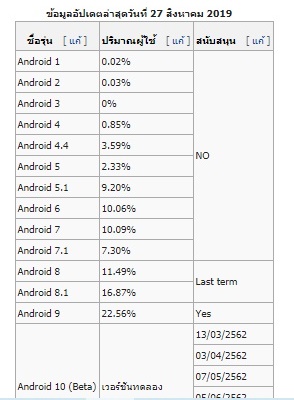 ข้อมูลอัปเดตล่าสุดวันที่ 27 สิงหาคม 2019
ชื่อรุ่น [ แก้ ] ปริมาณผู้ใช้ [ แก้ ] สนับสนุน [ แก้ ]
Android 1 0.02%
Android 2 0.03%
Android 3 0%
Android 4 0.85%
Android 4.4 3.59%
NO
Android 5 2.33%
Android 5.1 9.20%
Android 6 10.06%
Android 7 10.09%
Android 7.1 7.30%
Android 8 11.49%
Last term
Android 8.1 16.87%
Android 9 22.56% Yes
13/03/2562
03/04/2562
07/05/2562
Android 10 (Beta) เวอร์ชันทดลอง
05/06/2562